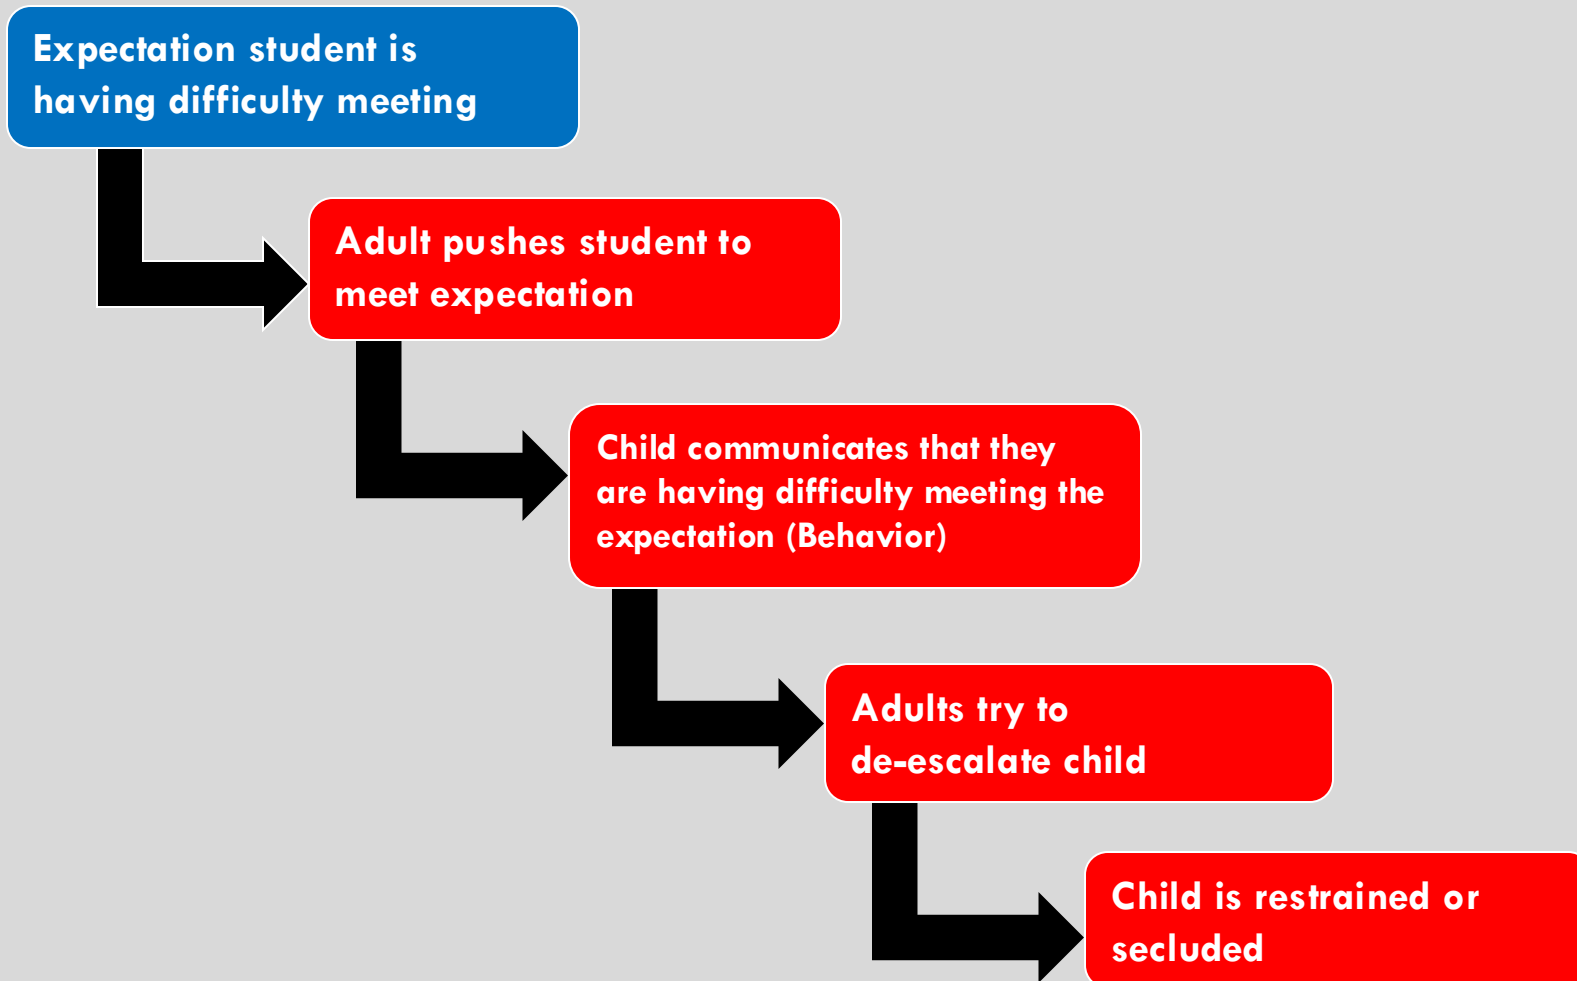 Expectation student is
having difficulty meeting
Adult pushes student to
meet expectation
Child communicates that they
are having difficulty meeting the
expectation (Behavior)
Adults try to
de-escalate child
Child is restrained or
secluded